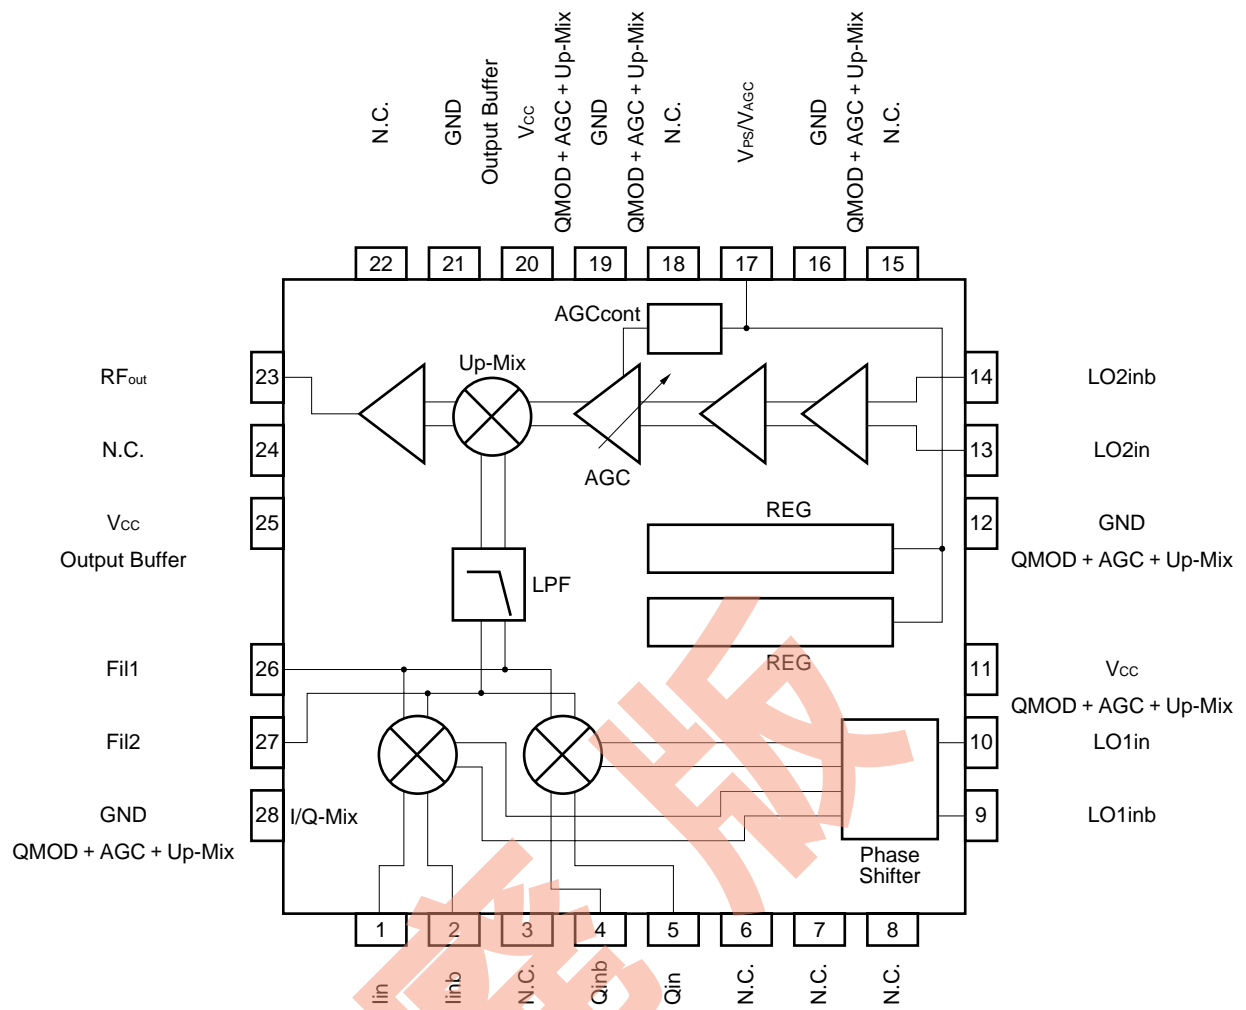 N.C.
GND
Output Buffer
VCC
QMOD + AGC + Up-Mix
GND
QMOD + AGC + Up-Mix
N.C.
VPS/VAGC
GND
QMOD + AGC + Up-Mix
N.C.
22
21
20
19
18
17
16
15
AGCcont
Up-Mix
RFout
23
14
LO2inb
N.C.
24
13
LO2in
AGC
VCC
25
Output Buffer
REG
12
GND
QMOD + AGC + Up-Mix
LPF
REG
Fil1
26
11
VCC
QMOD + AGC + Up-Mix
Fil2
27
10
LO1in
GND
28
I/Q-Mix
QMOD + AGC + Up-Mix
9
LO1inb
Phase
Shifter
1
2
3
4
5
6
7
8
Iin
Iinb
N.C.
Qinb
Qin
N.C.
N.C.
N.C.
版